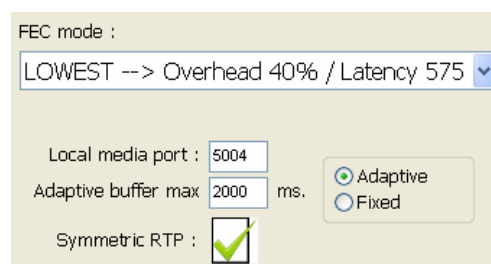 FEC mode :
LOWEST --> Overhead 40% / Latency 575
Local media port : 5004
Adaptive buffer max 2000 ms.
Adaptive
Fixed
Symmetric RTP :